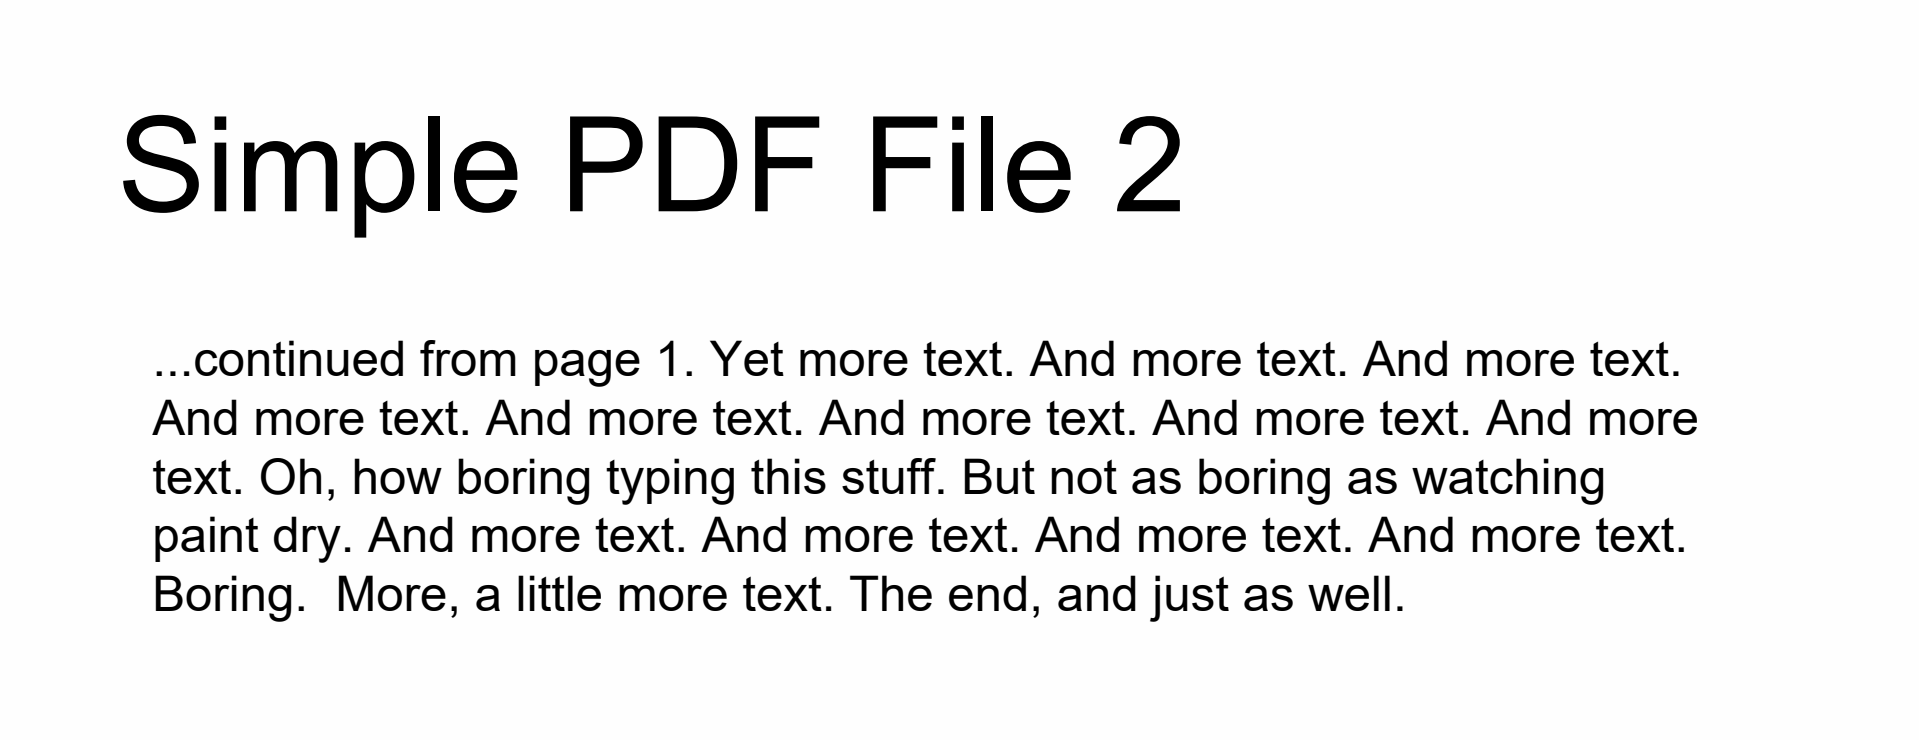 Simple PDF File 2
...continued from page 1. Yet more text. And more text. And more text.
And more text. And more text. And more text. And more text. And more
text. Oh, how boring typing this stuff. But not as boring as watching
paint dry. And more text. And more text. And more text. And more text.
Boring.  More, a little more text. The end, and just as well.